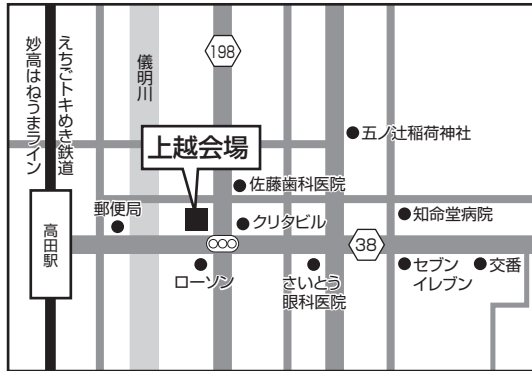 妙高はねうまライン
えちごトキめき鉄道
儀明川
198
五ノ辻稲荷神社
上越会場
佐藤歯科医院
郵便局
クリタビル
知命堂病院
高田駅
38
ローソン
さいとう
眼科医院
セブン
イレブン
交番